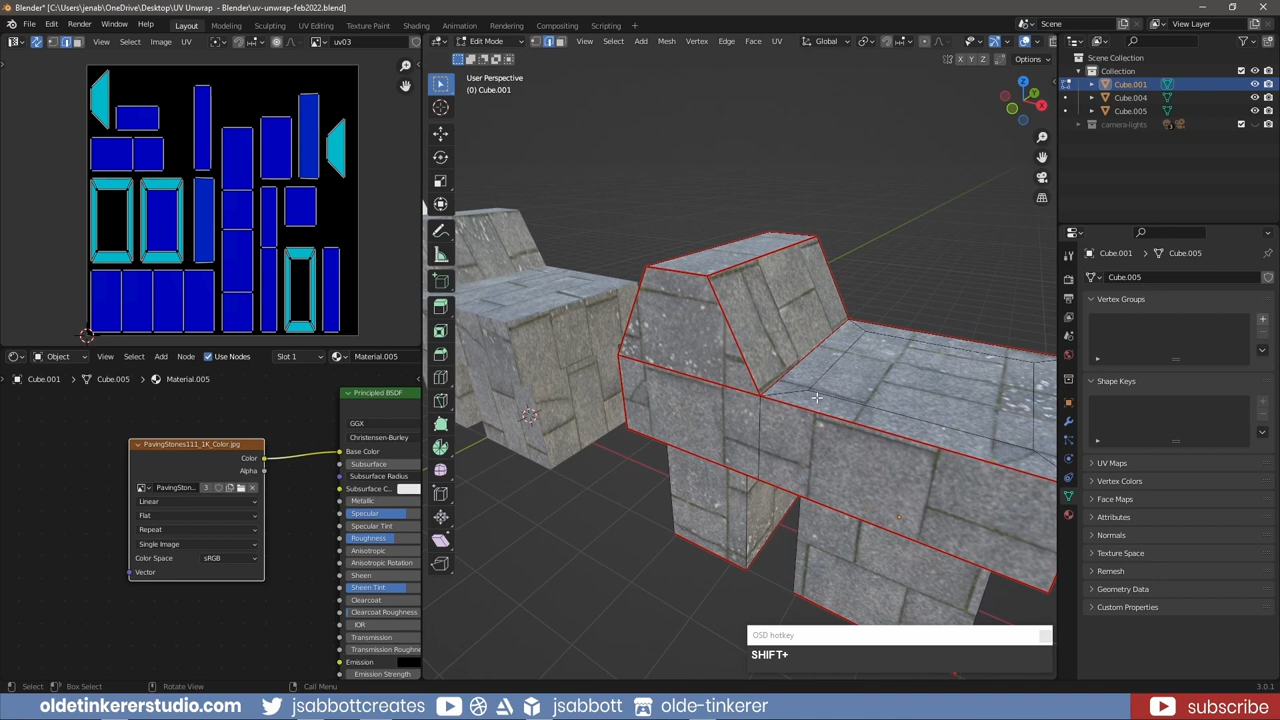 Blender* [C:\Users\jenab\OneDrive\Desktop\UV Unwrap - Blender\uv-unwrap-feb2022.blend]
File Edit Render Window Help Layout Modeling Sculpting UV Editing Texture Paint Shading Animation Rendering Compositing Scripting + Scene View Layer
View Select Image UV uv03
Edit Mode View Select Add Mesh Vertex Edge Face UV Global
X Y Z Options
User Perspective
(0) Cube.001
Scene Collection
Collection
Cube.001
Cube.004
Cube.005
camera-lights
3
Cube.001 Cube.005
Cube.005
Vertex Groups
Shape Keys
UV Maps
Vertex Colors
Face Maps
Attributes
Normals
Texture Space
Remesh
Geometry Data
Custom Properties
Object View Select Add Node Use Nodes Slot 1 Material.005
Cube.001 Cube.005 Material.005
PavingStones111_1K_Color.jpg
Color
Alpha
PavingSton... 3
Linear
Flat
Repeat
Single Image
Color Space sRGB
Vector
Principled BSDF
GGX
Christensen-Burley
Base Color
Subsurface
Subsurface R
Subsurface C...
Metallic
Specular
Specular Tint
Roughness
Anisotropic
Anisotropic Rotation
Sheen
Sheen Tint
Clearcoat
Clearcoat Roughness
IOR
Transmission
Transmission Roughn
Emission
Emission Strength
OSD hotkey
SHIFT+
Select Box Select Rotate View Call Menu 3.0.1
oldetinkererstudio.com jsabbottcreates jsabbott olde-tinkerer subscribe